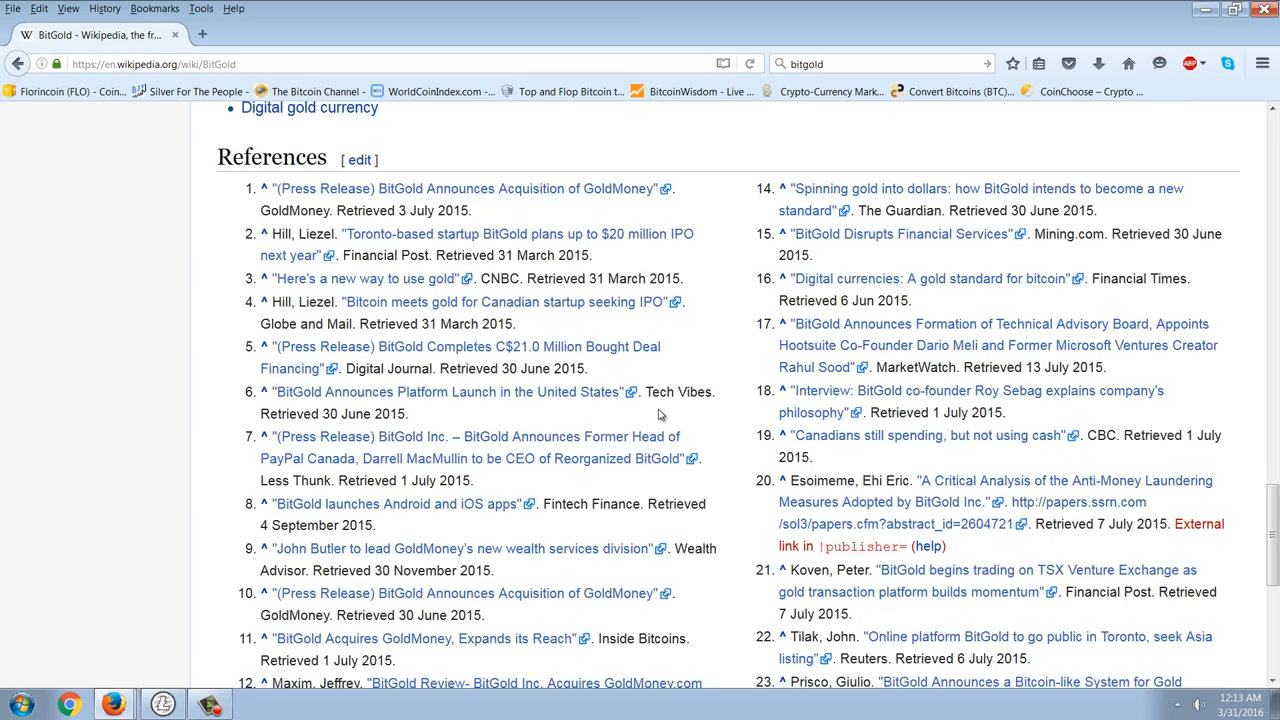 File Edit View History Bookmarks Tools Help
BitGold - Wikipedia, the fr...
https://en.wikipedia.org/wiki/BitGold
bitgold
Florincoin (FLO) - Coin...
Silver For The People - ...
The Bitcoin Channel - ...
WorldCoinIndex.com -...
Top and Flop Bitcoin t...
BitcoinWisdom - Live ...
Crypto-Currency Mark...
Convert Bitcoins (BTC)...
CoinChoose – Crypto ...
• Digital gold currency
References [ edit ]
1. ^ "(Press Release) BitGold Announces Acquisition of GoldMoney".
GoldMoney. Retrieved 3 July 2015.
2. ^ Hill, Liezel. "Toronto-based startup BitGold plans up to $20 million IPO
next year". Financial Post. Retrieved 31 March 2015.
3. ^ "Here's a new way to use gold". CNBC. Retrieved 31 March 2015.
4. ^ Hill, Liezel. "Bitcoin meets gold for Canadian startup seeking IPO".
Globe and Mail. Retrieved 31 March 2015.
5. ^ "(Press Release) BitGold Completes C$21.0 Million Bought Deal
Financing". Digital Journal. Retrieved 30 June 2015.
6. ^ "BitGold Announces Platform Launch in the United States". Tech Vibes.
Retrieved 30 June 2015.
7. ^ "(Press Release) BitGold Inc. – BitGold Announces Former Head of
PayPal Canada, Darrell MacMullin to be CEO of Reorganized BitGold".
Less Thunk. Retrieved 1 July 2015.
8. ^ "BitGold launches Android and iOS apps". Fintech Finance. Retrieved
4 September 2015.
9. ^ "John Butler to lead GoldMoney's new wealth services division". Wealth
Advisor. Retrieved 30 November 2015.
10. ^ "(Press Release) BitGold Announces Acquisition of GoldMoney".
GoldMoney. Retrieved 30 June 2015.
11. ^ "BitGold Acquires GoldMoney, Expands its Reach". Inside Bitcoins.
Retrieved 1 July 2015.
12. ^ Maxim, Jeffrey. "BitGold Review- BitGold Inc. Acquires GoldMoney.com
14. ^ "Spinning gold into dollars: how BitGold intends to become a new
standard". The Guardian. Retrieved 30 June 2015.
15. ^ "BitGold Disrupts Financial Services". Mining.com. Retrieved 30 June
2015.
16. ^ "Digital currencies: A gold standard for bitcoin". Financial Times.
Retrieved 6 Jun 2015.
17. ^ "BitGold Announces Formation of Technical Advisory Board, Appoints
Hootsuite Co-Founder Dario Meli and Former Microsoft Ventures Creator
Rahul Sood". MarketWatch. Retrieved 13 July 2015.
18. ^ "Interview: BitGold co-founder Roy Sebag explains company's
philosophy". Retrieved 1 July 2015.
19. ^ "Canadians still spending, but not using cash". CBC. Retrieved 1 July
2015.
20. ^ Esoimeme, Ehi Eric. "A Critical Analysis of the Anti-Money Laundering
Measures Adopted by BitGold Inc.". http://papers.ssrn.com
/sol3/papers.cfm?abstract_id=2604721. Retrieved 7 July 2015. External
link in |publisher= (help)
21. ^ Koven, Peter. "BitGold begins trading on TSX Venture Exchange as
gold transaction platform builds momentum". Financial Post. Retrieved
7 July 2015.
22. ^ Tilak, John. "Online platform BitGold to go public in Toronto, seek Asia
listing". Reuters. Retrieved 6 July 2015.
23. ^ Prisco, Giulio. "BitGold Announces a Bitcoin-like System for Gold
12:13 AM
3/31/2016